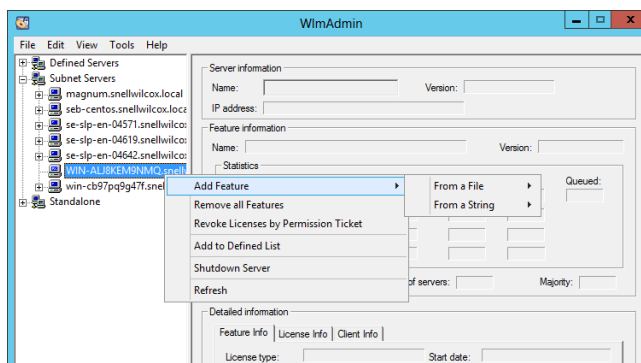 WlmAdmin
File Edit View Tools Help
Defined Servers
Subnet Servers
magnum.snellwilcox.local
seb-centos.snellwilcox.loca
se-slp-en-04571.snellwilco
se-slp-en-04619.snellwilco
se-slp-en-04642.snellwilco
WIN-ALJ8KEM9NMQ.snell
win-cb97pq9g47f.snel
Standalone
Server information
Name: Version:
IP address:
Feature information
Name: Version:
Statistics
Queued:
Add Feature
Remove all Features
Revoke Licenses by Permission Ticket
Add to Defined List
Shutdown Server
Refresh
From a File
From a String
of servers: Majority:
Detailed information
Feature Info License Info Client Info
License type: Start date: